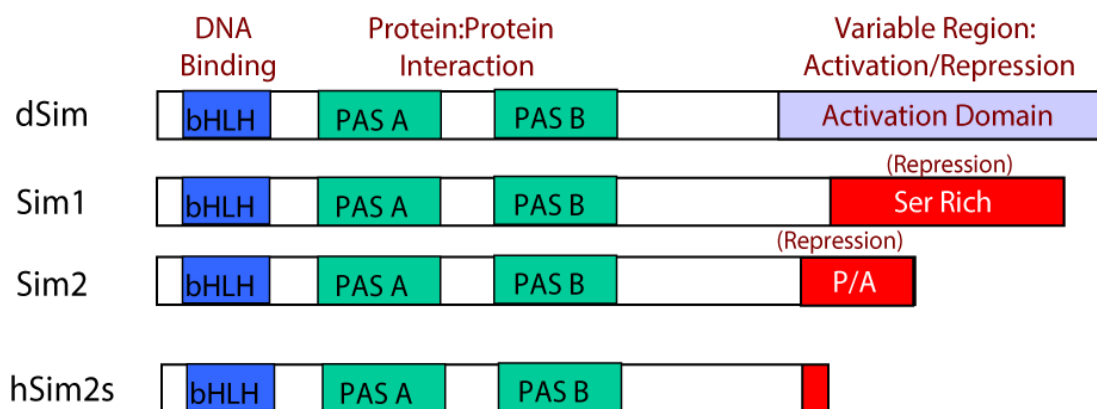 DNA
Binding
Protein:Protein
Interaction
Variable Region:
Activation/Repression
dSim
bHLH
PAS A
PAS B
Activation Domain
(Repression)
Sim1
bHLH
PAS A
PAS B
Ser Rich
(Repression)
Sim2
bHLH
PAS A
PAS B
P/A
hSim2s
bHLH
PAS A
PAS B